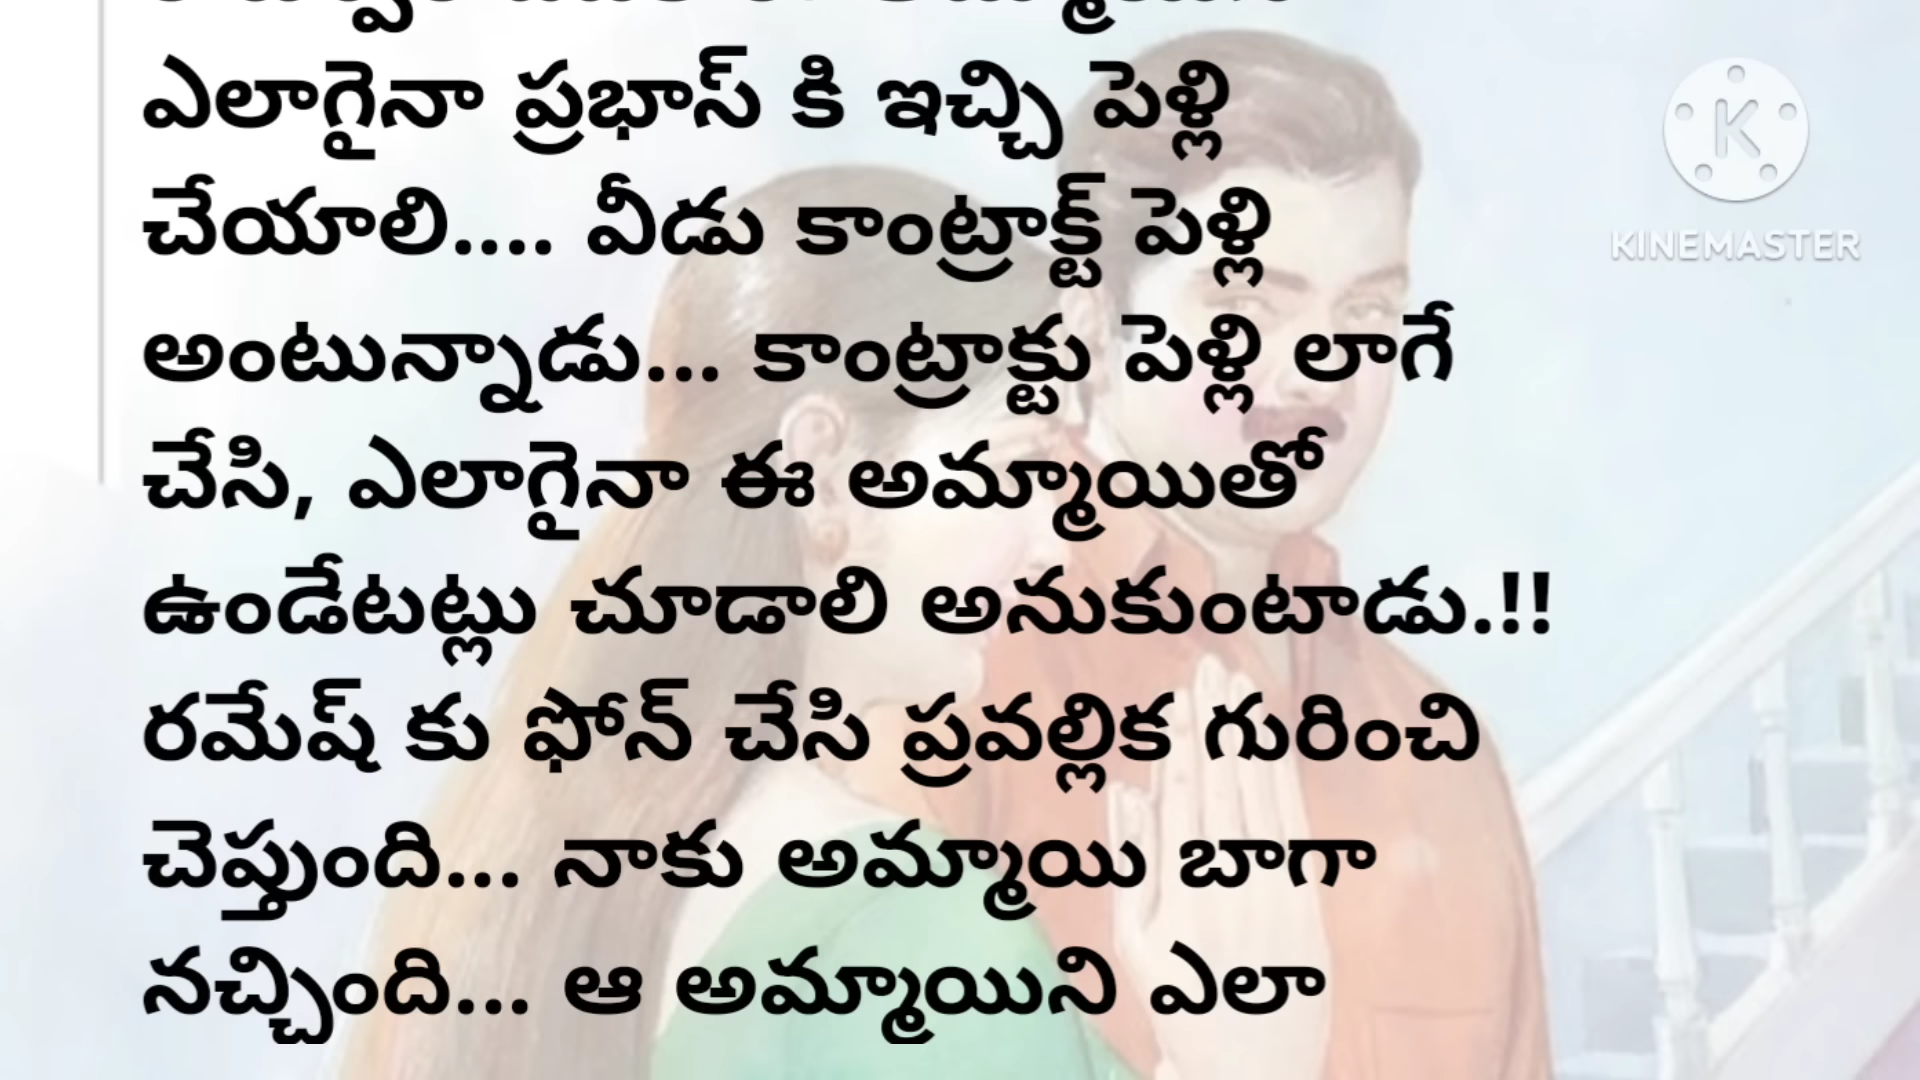 ఎలాగైనా ప్రభాస్ కి ఇచ్చి పెళ్లి
చేయాలి.... వీడు కాంట్రాక్ట్ పెళ్లి
అంటున్నాడు... కాంట్రాక్టు పెళ్లి లాగే
చేసి, ఎలాగైనా ఈ అమ్మాయితో
ఉండేటట్లు చూడాలి అనుకుంటాడు.!!
రమేష్ కు ఫోన్ చేసి ప్రవల్లిక గురించి
చెప్తుంది... నాకు అమ్మాయి బాగా
నచ్చింది... ఆ అమ్మాయిని ఎలా
K
KINEMASTER